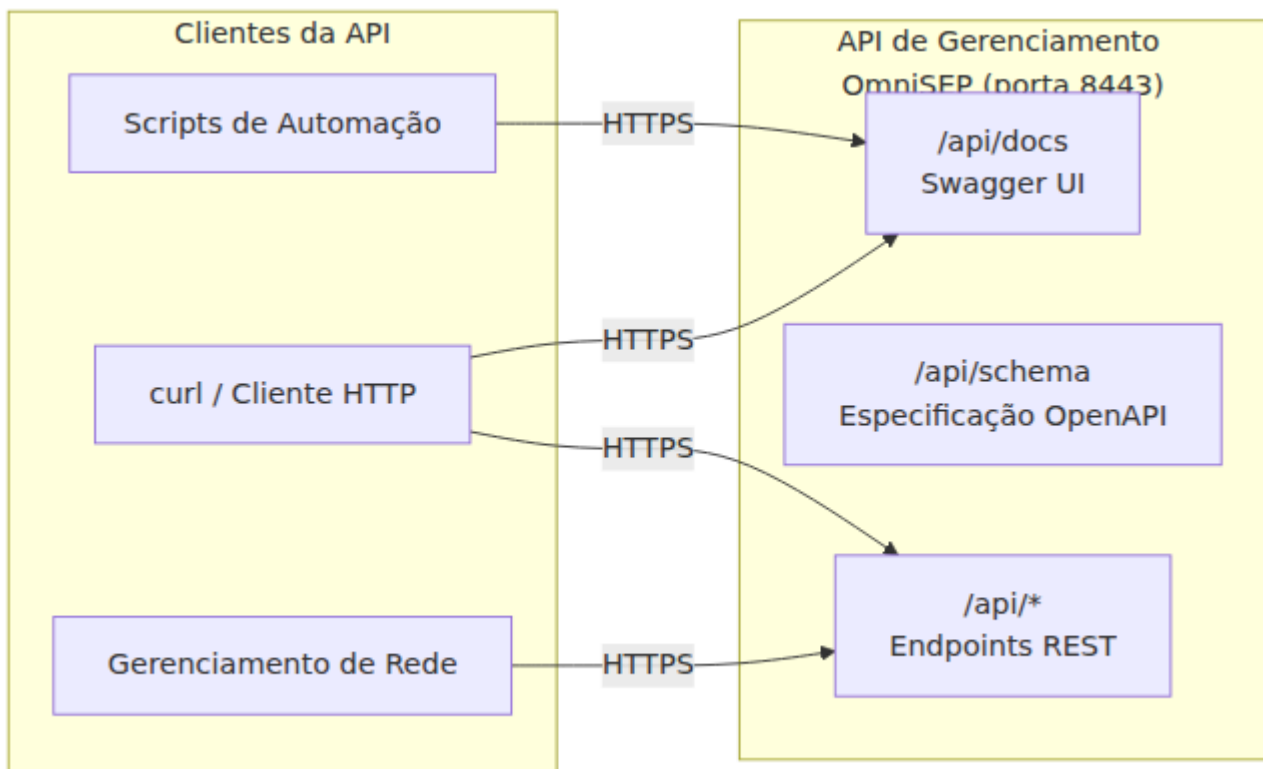 Clientes da API
Scripts de Automação
curl / Cliente HTTP
Gerenciamento de Rede
HTTPS
HTTPS
HTTPS
HTTPS
API de Gerenciamento
OmniSEP (porta 8443)
/api/docs
Swagger UI
/api/schema
Especificação OpenAPI
/api/*
Endpoints REST